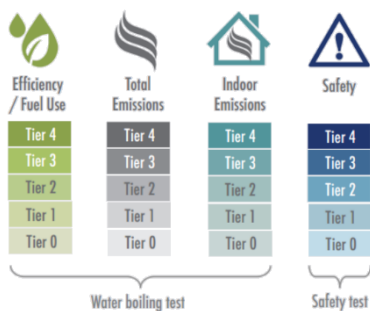 Efficiency
/ Fuel Use
Total
Emissions
Indoor
Emissions
Safety
Tier 4
Tier 3
Tier 2
Tier 1
Tier 0
Tier 4
Tier 3
Tier 2
Tier 1
Tier 0
Tier 4
Tier 3
Tier 2
Tier 1
Tier 0
Tier 4
Tier 3
Tier 2
Tier 1
Tier 0
Water boiling test
Safety test